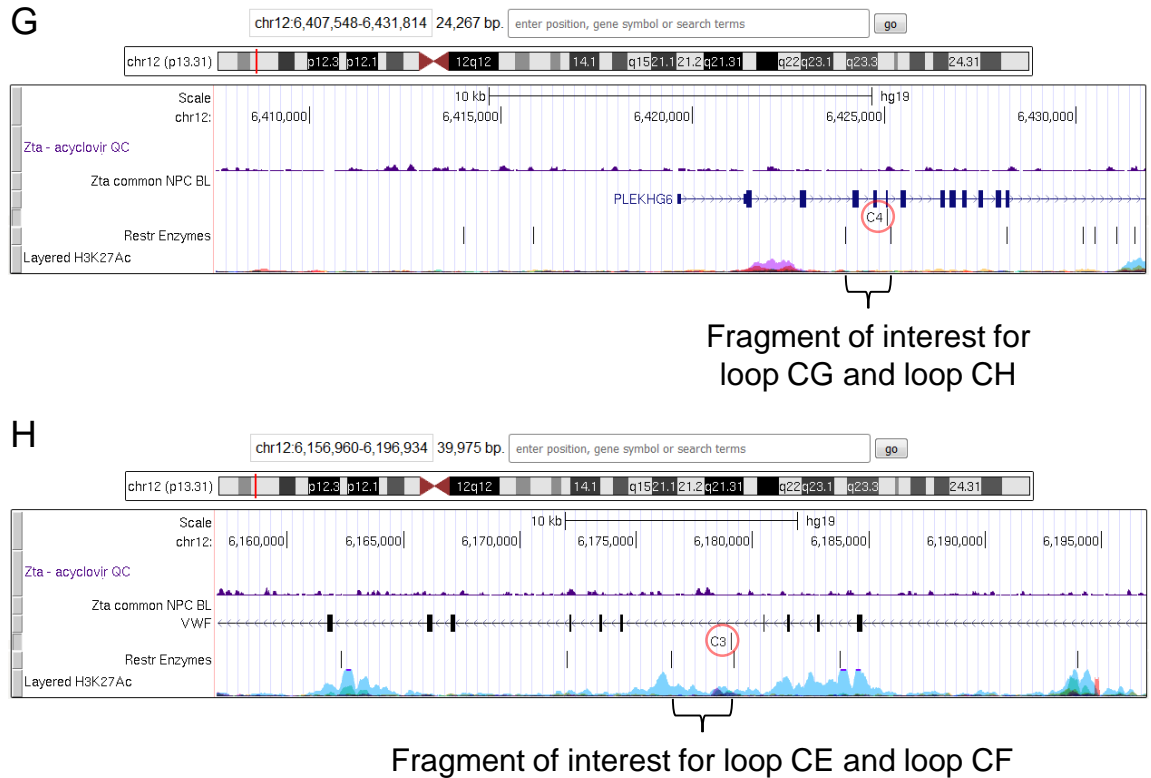 G
chr12:6,407,548-6,431,814 24,267 bp. enter position, gene symbol or search terms go
chr12 (p13.31) p12.3 p12.1 12q12 14.1 q15 21.1 21.2 q21.31 q22 q23.1 q23.3 24.31
Scale 10 kb hg19
chr12: 6,410,000 6,415,000 6,420,000 6,425,000 6,430,000
Zta - acyclovir QC
Zta common NPC BL
PLEKHG6
C4
Restr Enzymes
Layered H3K27Ac
Fragment of interest for
loop CG and loop CH
H
chr12:6,156,960-6,196,934 39,975 bp. enter position, gene symbol or search terms go
chr12 (p13.31) p12.3 p12.1 12q12 14.1 q15 21.1 21.2 q21.31 q22 q23.1 q23.3 24.31
Scale 10 kb hg19
chr12: 6,160,000 6,165,000 6,170,000 6,175,000 6,180,000 6,185,000 6,190,000 6,195,000
Zta - acyclovir QC
Zta common NPC BL
VWF
C3
Restr Enzymes
Layered H3K27Ac
Fragment of interest for loop CE and loop CF